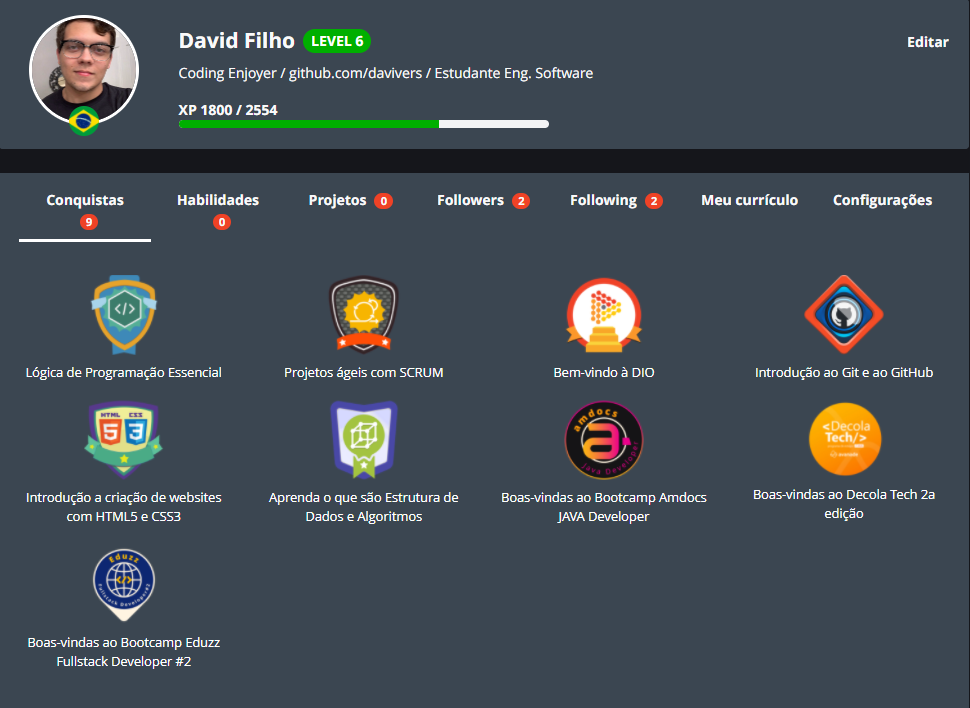 David Filho LEVEL 6
Editar
Coding Enjoyer / github.com/davivers / Estudante Eng. Software
XP 1800 / 2554
Conquistas 9
Habilidades 0
Projetos 0
Followers 2
Following 2
Meu currículo
Configurações
</>
Lógica de Programação Essencial
Projetos ágeis com SCRUM
Bem-vindo à DIO
Introdução ao Git e ao GitHub
HTML CSS
5 3
Introdução a criação de websites
com HTML5 e CSS3
Aprenda o que são Estrutura de
Dados e Algoritmos
amdocs
a
Java Developer
Boas-vindas ao Bootcamp Amdocs
JAVA Developer
<Decola
Tech/>
Boas-vindas ao Decola Tech 2a
edição
Eduzz
</>
Fullstack Developer #2
Boas-vindas ao Bootcamp Eduzz
Fullstack Developer #2